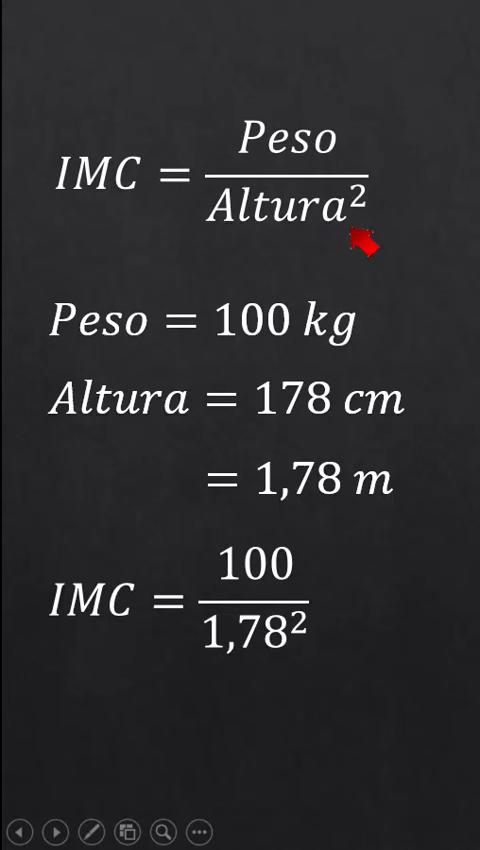 IMC = Peso / Altura²
Peso = 100 kg
Altura = 178 cm
= 1,78 m
IMC = 100 / 1,78²